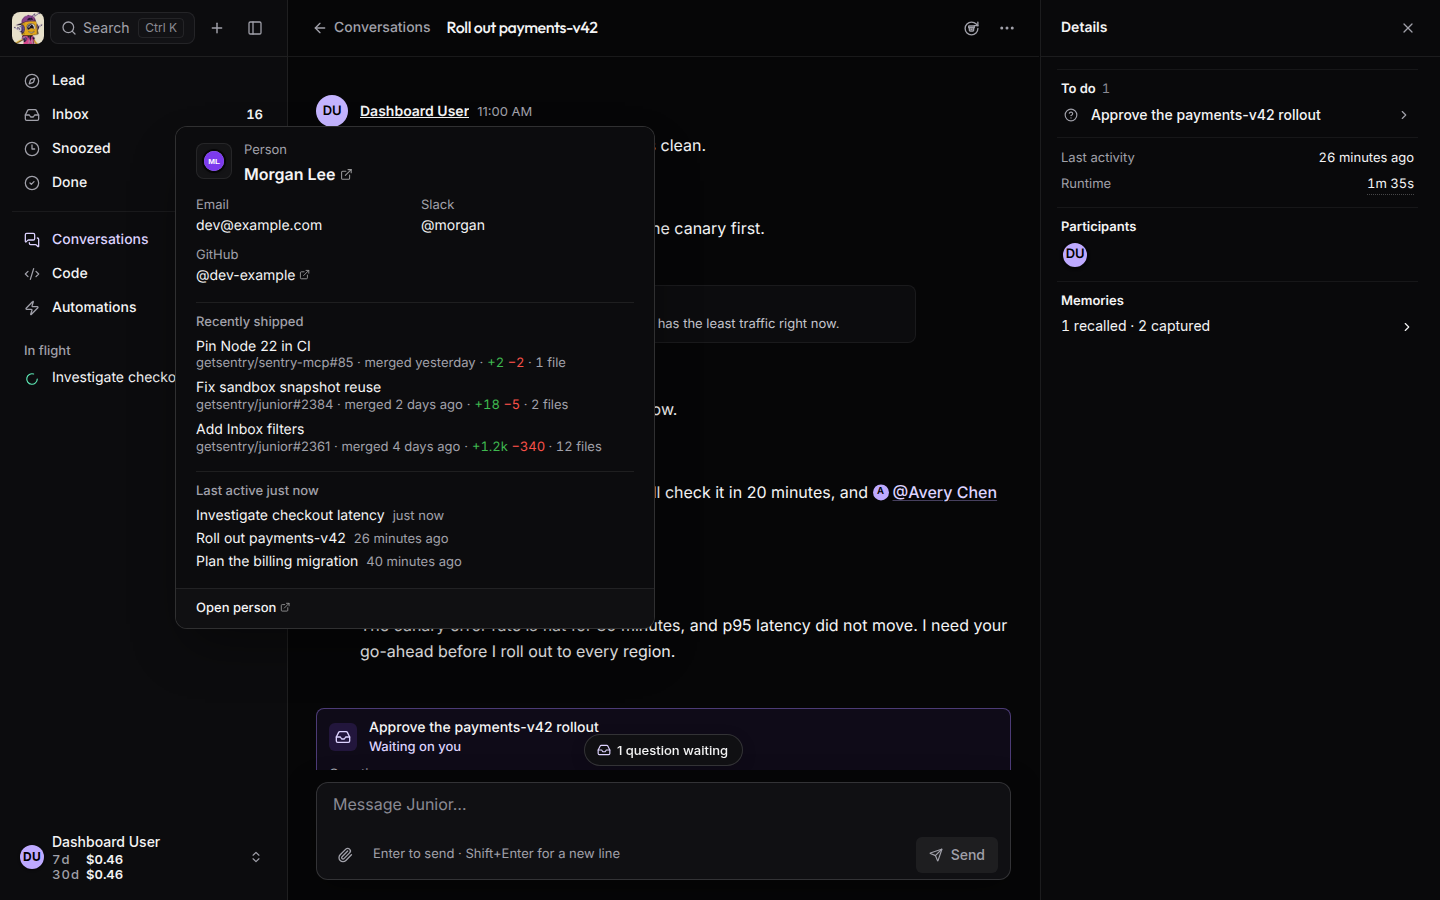 Search Ctrl K
Lead
Inbox 16
Snoozed
Done
Conversations
Code
Automations
In flight
Investigate checko
Dashboard User
DU
7d $0.46
30d $0.46
Conversations Roll out payments-v42
DU Dashboard User 11:00 AM
clean.
canary first.
has the least traffic right now.
check it in 20 minutes, and A @Avery Chen
Person
ML
Morgan Lee
Email Slack
dev@example.com @morgan
GitHub
@dev-example
Recently shipped
Pin Node 22 in CI
getsentry/sentry-mcp#85 · merged yesterday · +2 −2 · 1 file
Fix sandbox snapshot reuse
getsentry/junior#2384 · merged 2 days ago · +18 −5 · 2 files
Add Inbox filters
getsentry/junior#2361 · merged 4 days ago · +1.2k −340 · 12 files
Last active just now
Investigate checkout latency just now
Roll out payments-v42 26 minutes ago
Plan the billing migration 40 minutes ago
Open person
minutes, and p95 latency did not move. I need your
go-ahead before I roll out to every region.
Approve the payments-v42 rollout
Waiting on you
1 question waiting
Message Junior...
Enter to send · Shift+Enter for a new line
Send
Details
To do 1
Approve the payments-v42 rollout
Last activity 26 minutes ago
Runtime 1m 35s
Participants
DU
Memories
1 recalled · 2 captured